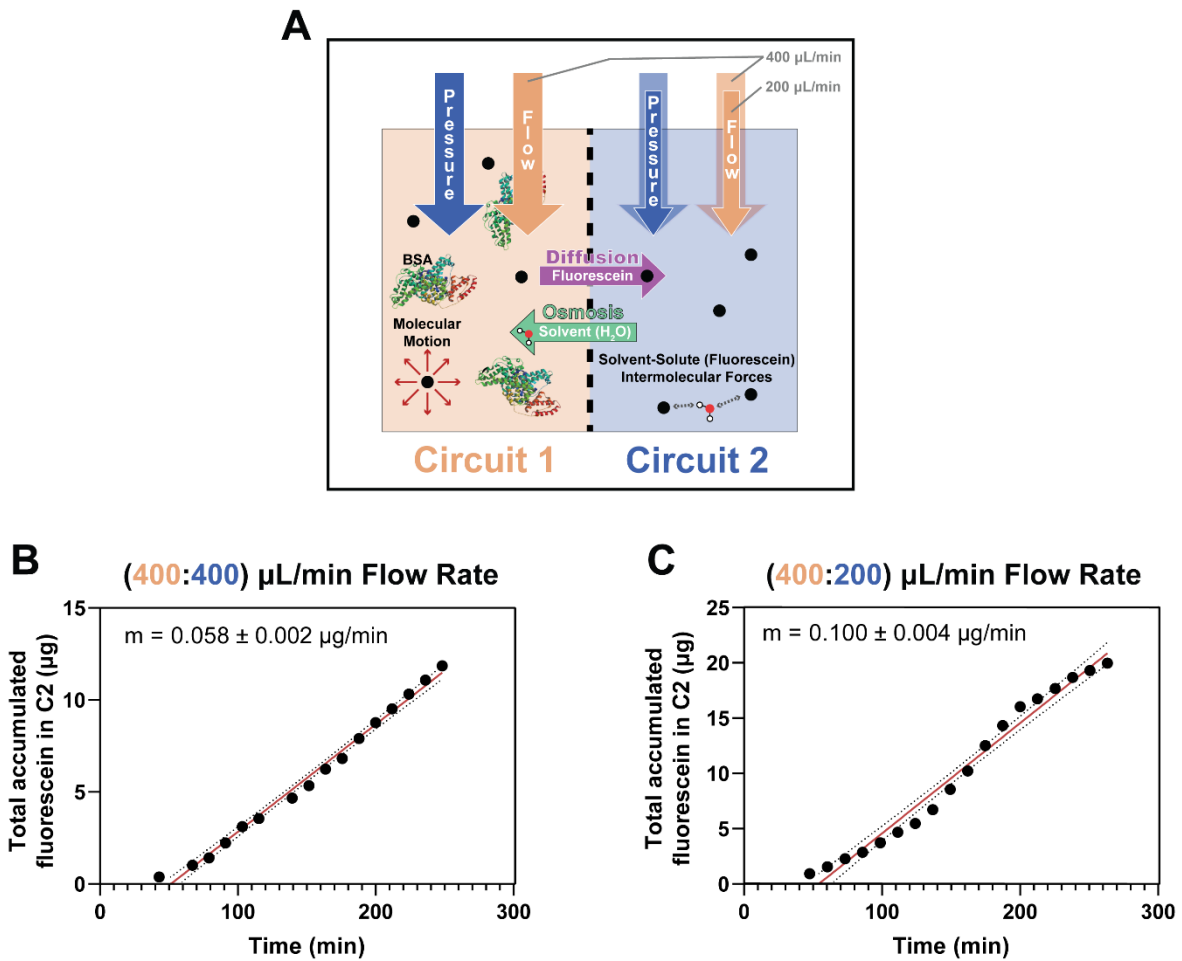 A
400 µL/min
200 µL/min
Pressure
Flow
Pressure
Flow
Diffusion
Fluorescein
BSA
Osmosis
Solvent (H₂O)
Molecular
Motion
Solvent-Solute (Fluorescein)
Intermolecular Forces
Circuit 1
Circuit 2
B
(400:400) µL/min Flow Rate
m = 0.058 ± 0.002 µg/min
Total accumulated
fluorescein in C2 (µg)
15
10
5
0
0 100 200 300
Time (min)
C
(400:200) µL/min Flow Rate
m = 0.100 ± 0.004 µg/min
Total accumulated
fluorescein in C2 (µg)
25
20
15
10
5
0
0 100 200 300
Time (min)